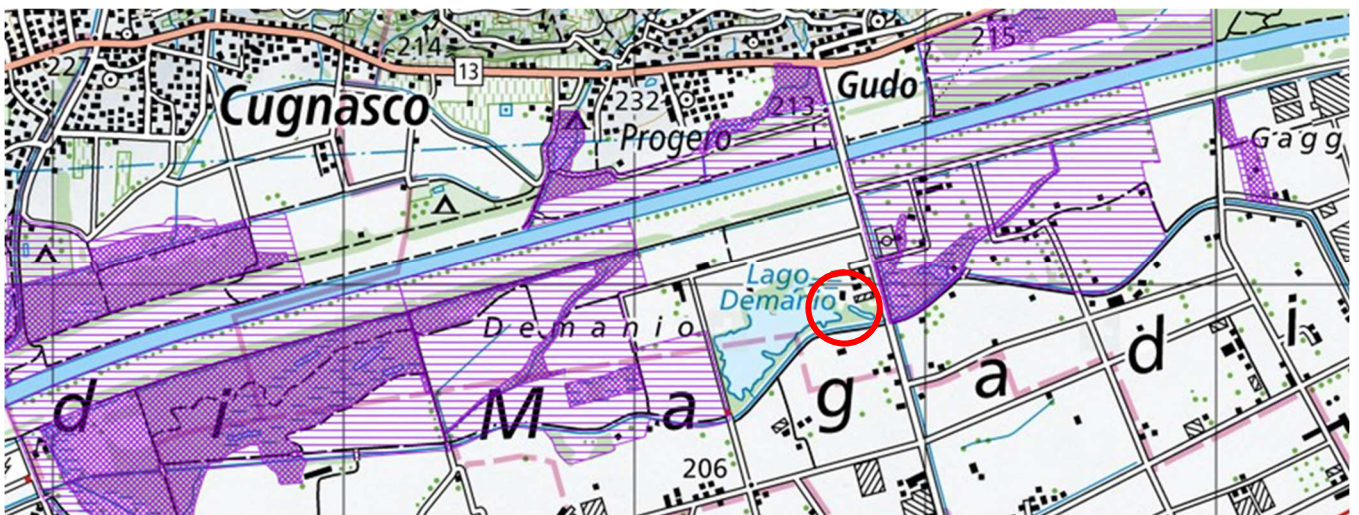 215
214
22
13
Gudo
Cugnasco
232
213
Progero
Gagg
Lago
Demanio
Demanio
d i M a g a d i
206